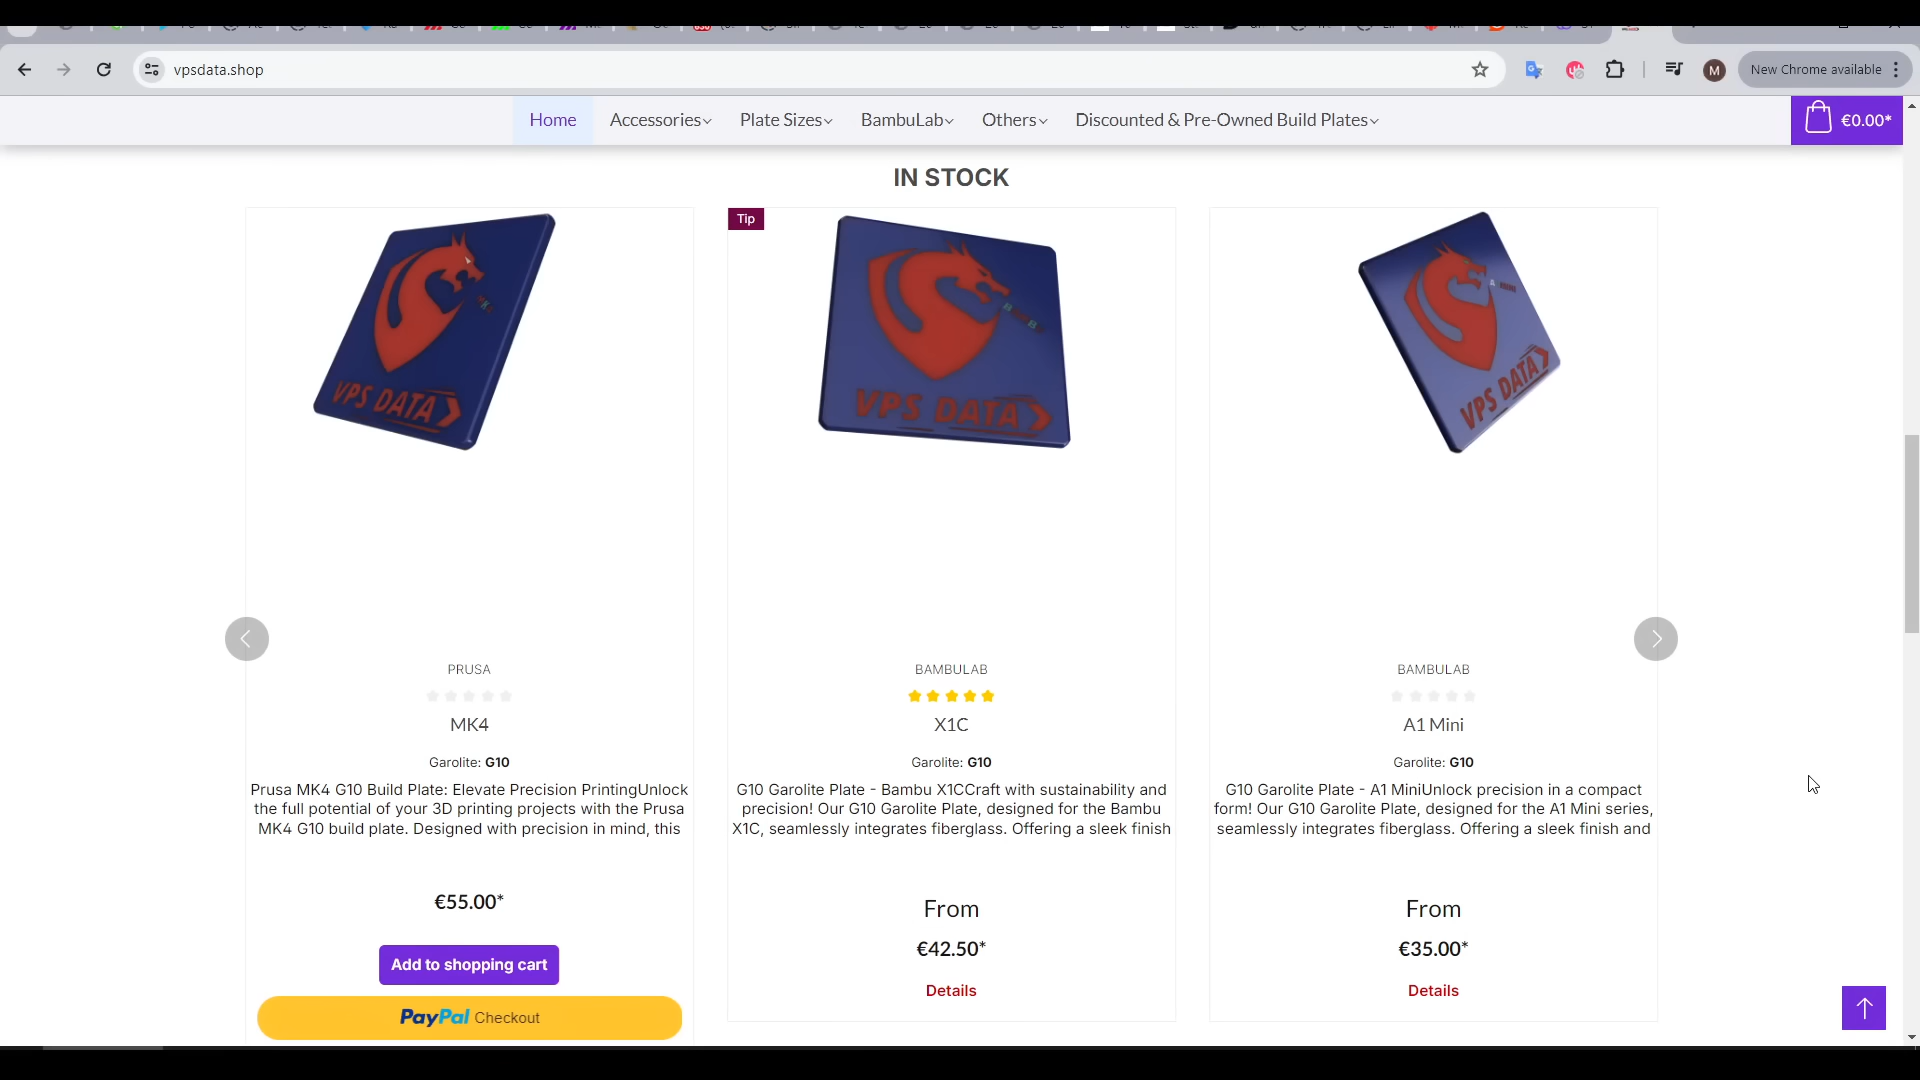 vpsdata.shop
M
New Chrome available
Home
Accessories
Plate Sizes
BambuLab
Others
Discounted & Pre-Owned Build Plates
€0.00*
IN STOCK
Tip
VPS DATA
VPS DATA
VPS DATA
PRUSA
MK4
Garolite: G10
Prusa MK4 G10 Build Plate: Elevate Precision PrintingUnlock
the full potential of your 3D printing projects with the Prusa
MK4 G10 build plate. Designed with precision in mind, this
€55.00*
Add to shopping cart
PayPal Checkout
BAMBULAB
X1C
Garolite: G10
G10 Garolite Plate - Bambu X1CCraft with sustainability and
precision! Our G10 Garolite Plate, designed for the Bambu
X1C, seamlessly integrates fiberglass. Offering a sleek finish
From
€42.50*
Details
BAMBULAB
A1 Mini
Garolite: G10
G10 Garolite Plate - A1 MiniUnlock precision in a compact
form! Our G10 Garolite Plate, designed for the A1 Mini series,
seamlessly integrates fiberglass. Offering a sleek finish and
From
€35.00*
Details